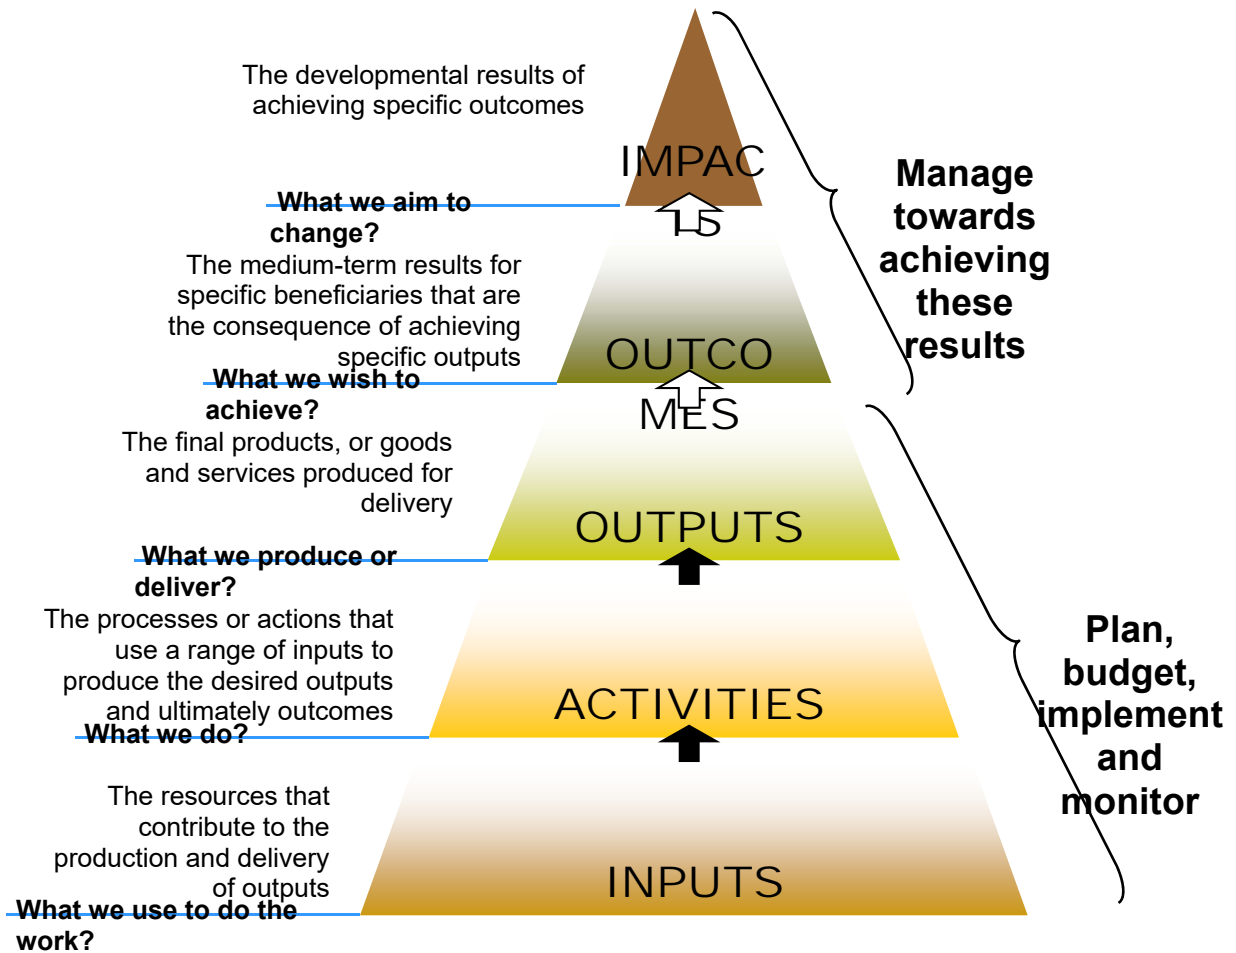 The developmental results of
achieving specific outcomes
IMPAC
TS
What we aim to
change?
The medium-term results for
specific beneficiaries that are
the consequence of achieving
specific outputs
OUTCO
MES
What we wish to
achieve?
Manage
towards
achieving
these
results
The final products, or goods
and services produced for
delivery
OUTPUTS
What we produce or
deliver?
The processes or actions that
use a range of inputs to
produce the desired outputs
and ultimately outcomes
ACTIVITIES
What we do?
The resources that
contribute to the
production and delivery
of outputs
INPUTS
What we use to do the
work?
Plan,
budget,
implement
and
monitor